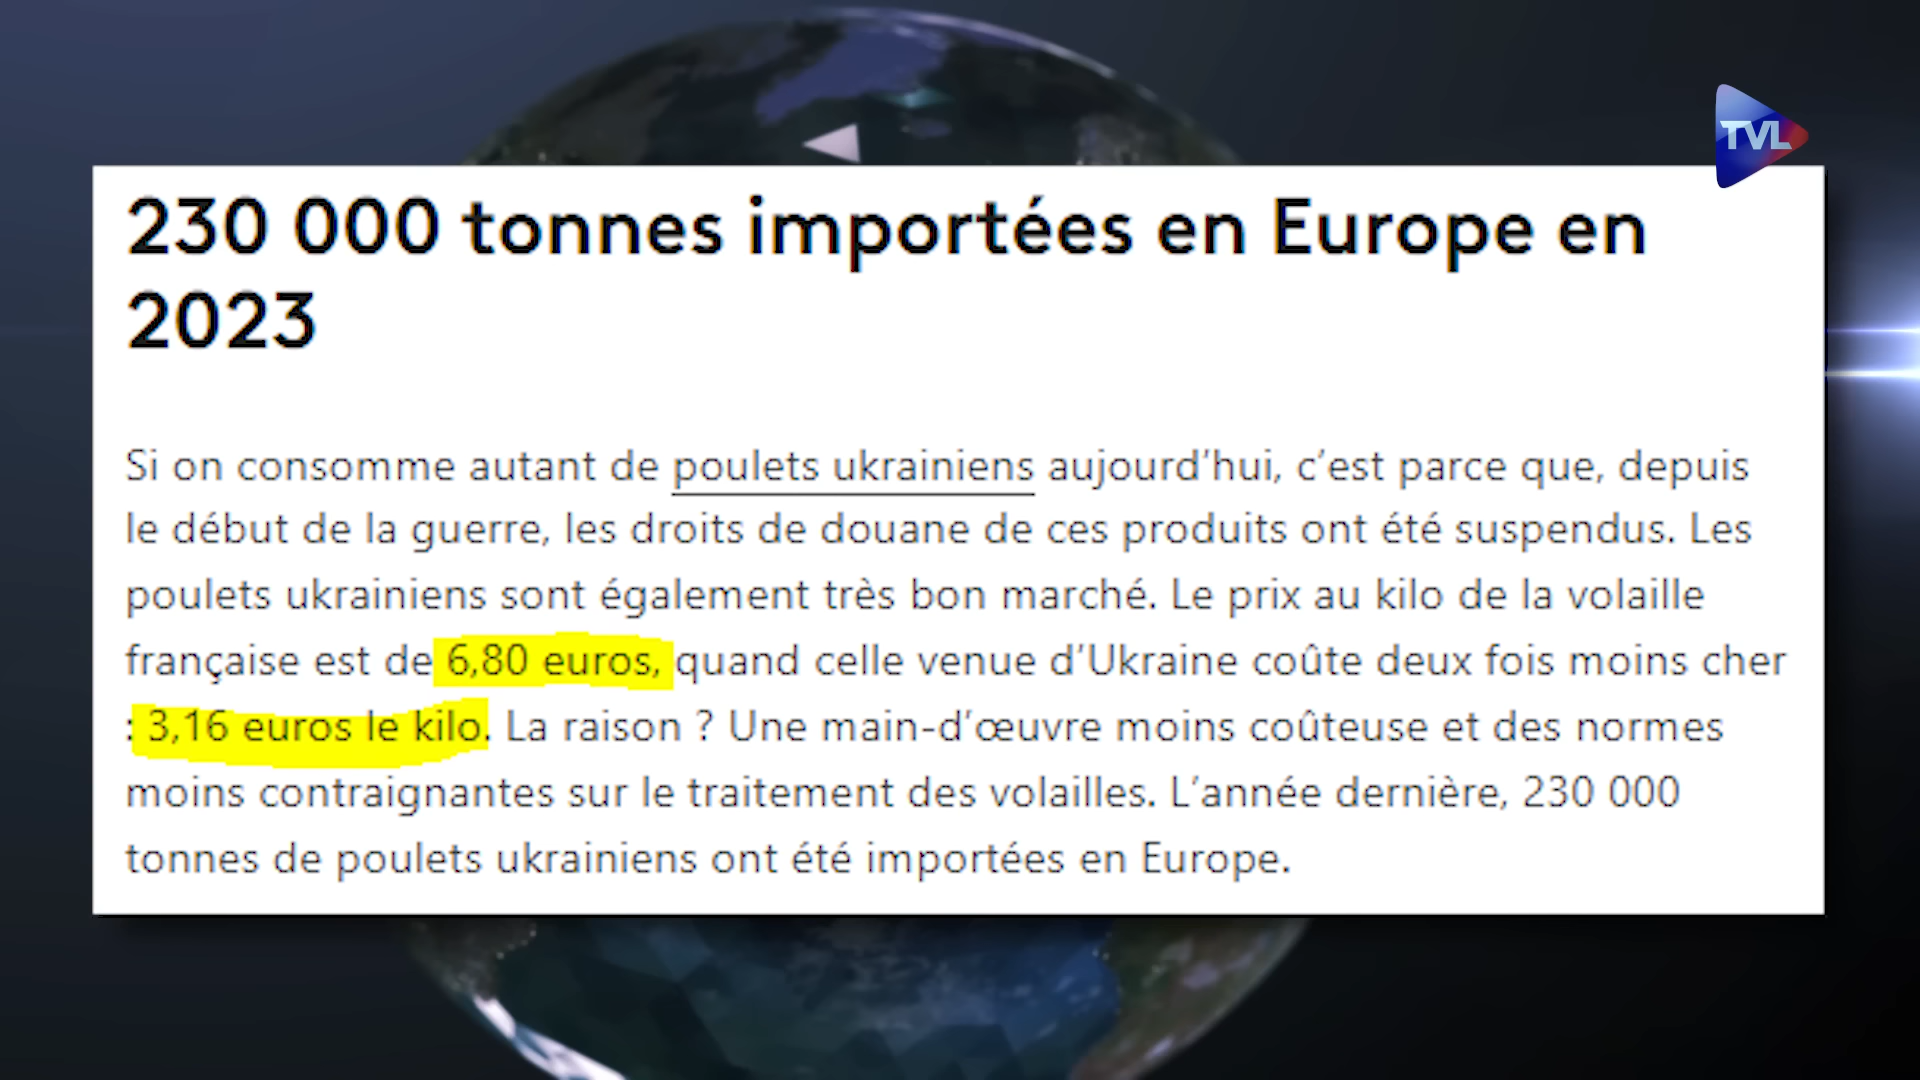 TVL
230 000 tonnes importées en Europe en
2023
Si on consomme autant de poulets ukrainiens aujourd’hui, c’est parce que, depuis
le début de la guerre, les droits de douane de ces produits ont été suspendus. Les
poulets ukrainiens sont également très bon marché. Le prix au kilo de la volaille
française est de 6,80 euros, quand celle venue d’Ukraine coûte deux fois moins cher
: 3,16 euros le kilo. La raison ? Une main-d’œuvre moins coûteuse et des normes
moins contraignantes sur le traitement des volailles. L’année dernière, 230 000
tonnes de poulets ukrainiens ont été importées en Europe.